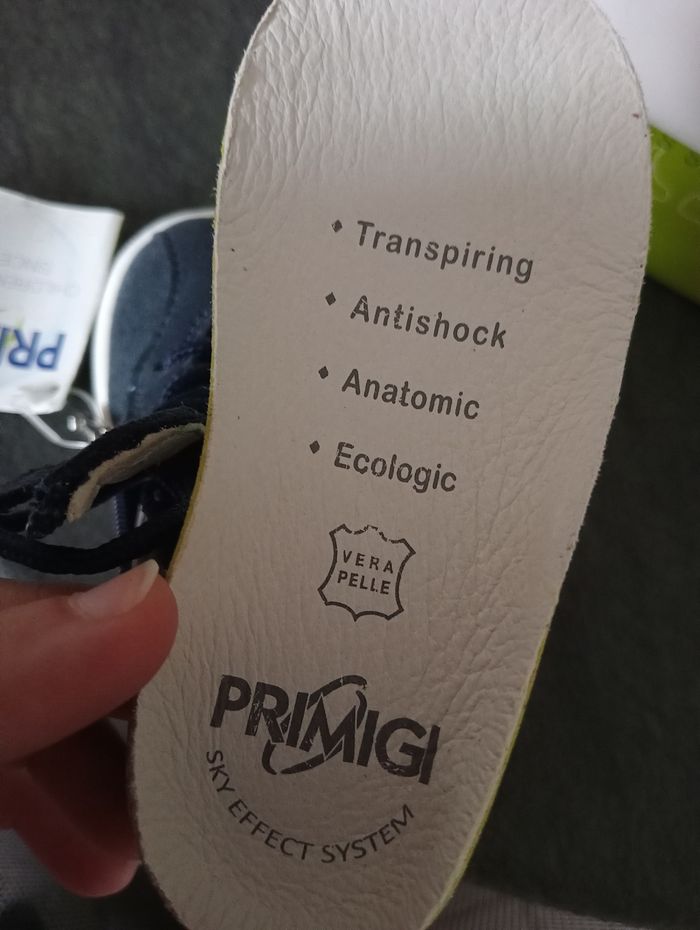 Transpiring
Antishock
Anatomic
Ecologic
VERA
PELLE
PRIMIGI
SKY EFFECT SYSTEM